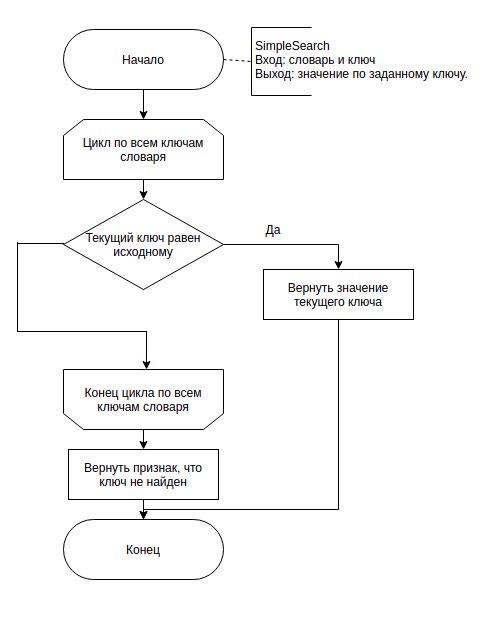 Начало
SimpleSearch
Вход: словарь и ключ
Выход: значение по заданному ключу.
Цикл по всем ключам
словаря
Текущий ключ равен
исходному
Да
Вернуть значение
текущего ключа
Конец цикла по всем
ключам словаря
Вернуть признак, что
ключ не найден
Конец